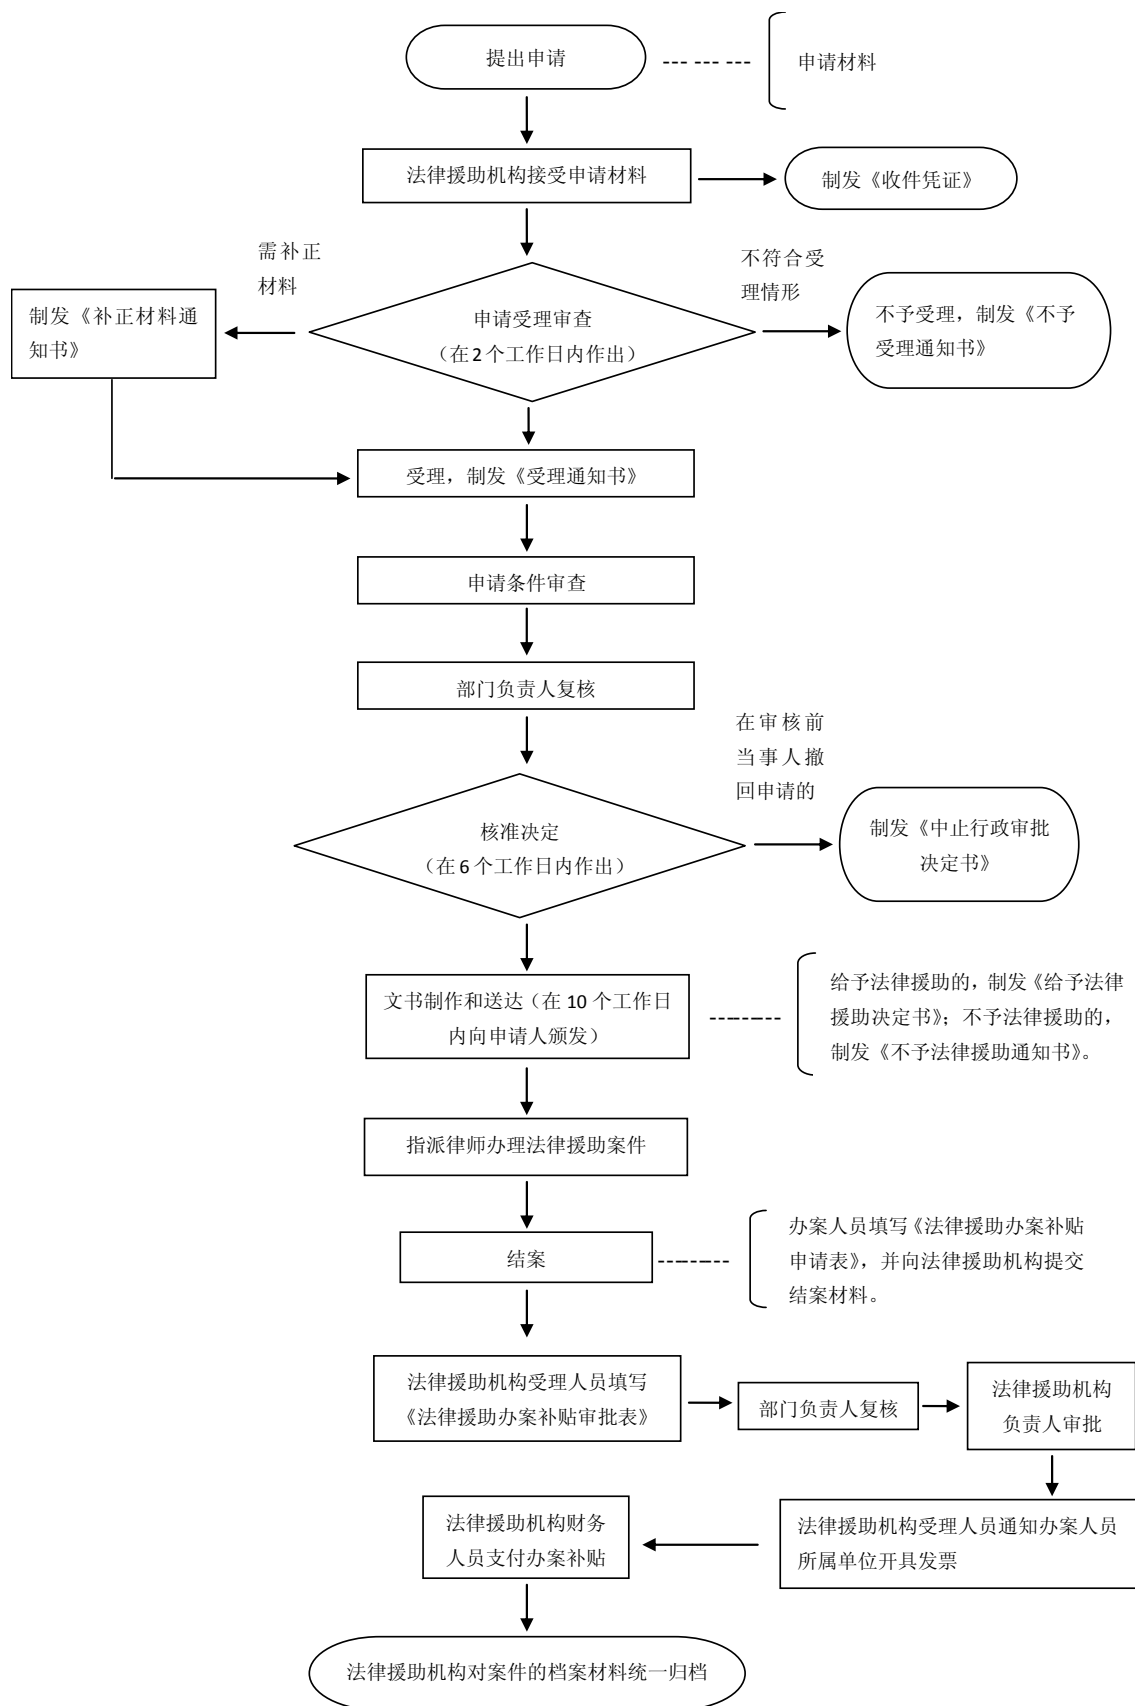 提出申请
申请材料
法律援助机构接受申请材料
制发《收件凭证》
需补正
材料
不符合受
理情形
制发《补正材料通
知书》
申请受理审查
（在2个工作日内作出）
不予受理，制发《不予
受理通知书》
受理，制发《受理通知书》
申请条件审查
部门负责人复核
在审核前
当事人撤
回申请的
核准决定
（在6个工作日内作出）
制发《中止行政审批
决定书》
文书制作和送达（在10个工作日
内向申请人颁发）
给予法律援助的，制发《给予法律
援助决定书》；不予法律援助的，
制发《不予法律援助通知书》。
指派律师办理法律援助案件
结案
办案人员填写《法律援助办案补贴
申请表》，并向法律援助机构提交
结案材料。
法律援助机构受理人员填写
《法律援助办案补贴审批表》
部门负责人复核
法律援助机构
负责人审批
法律援助机构受理人员通知办案人员
所属单位开具发票
法律援助机构财务
人员支付办案补贴
法律援助机构对案件的档案材料统一归档